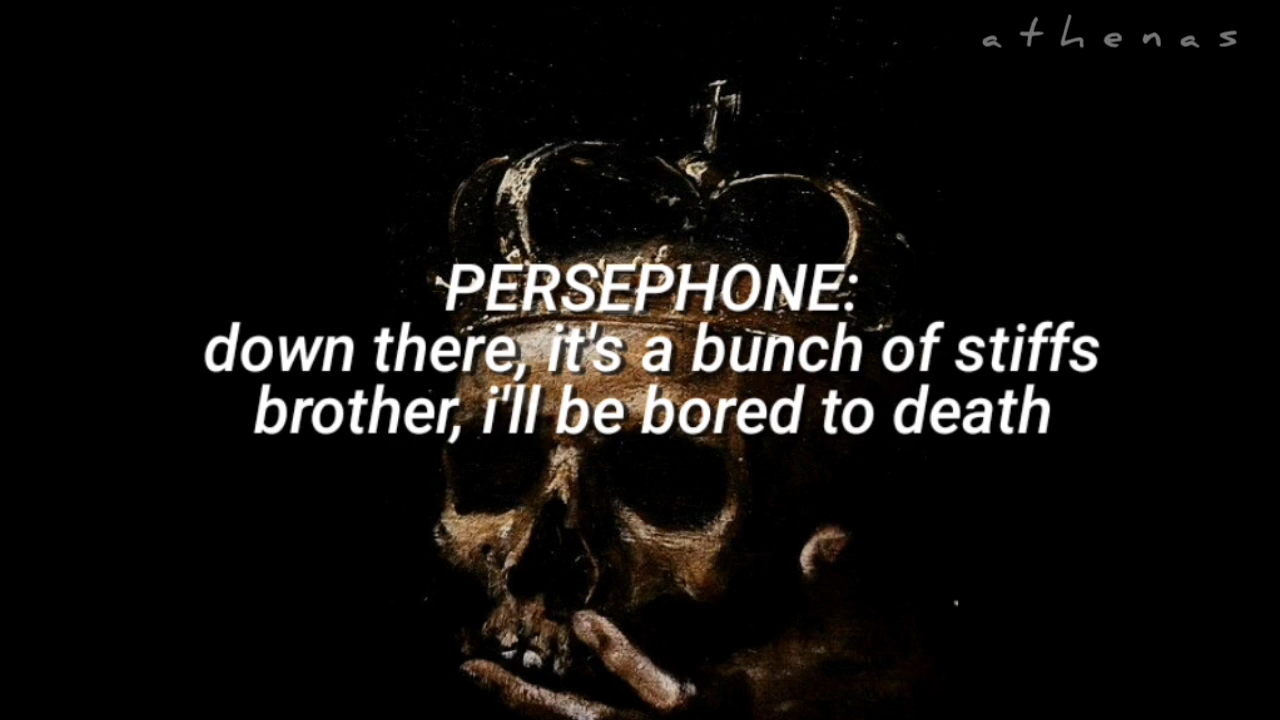 athenas
PERSEPHONE:
down there, it's a bunch of stiffs
brother, i'll be bored to death